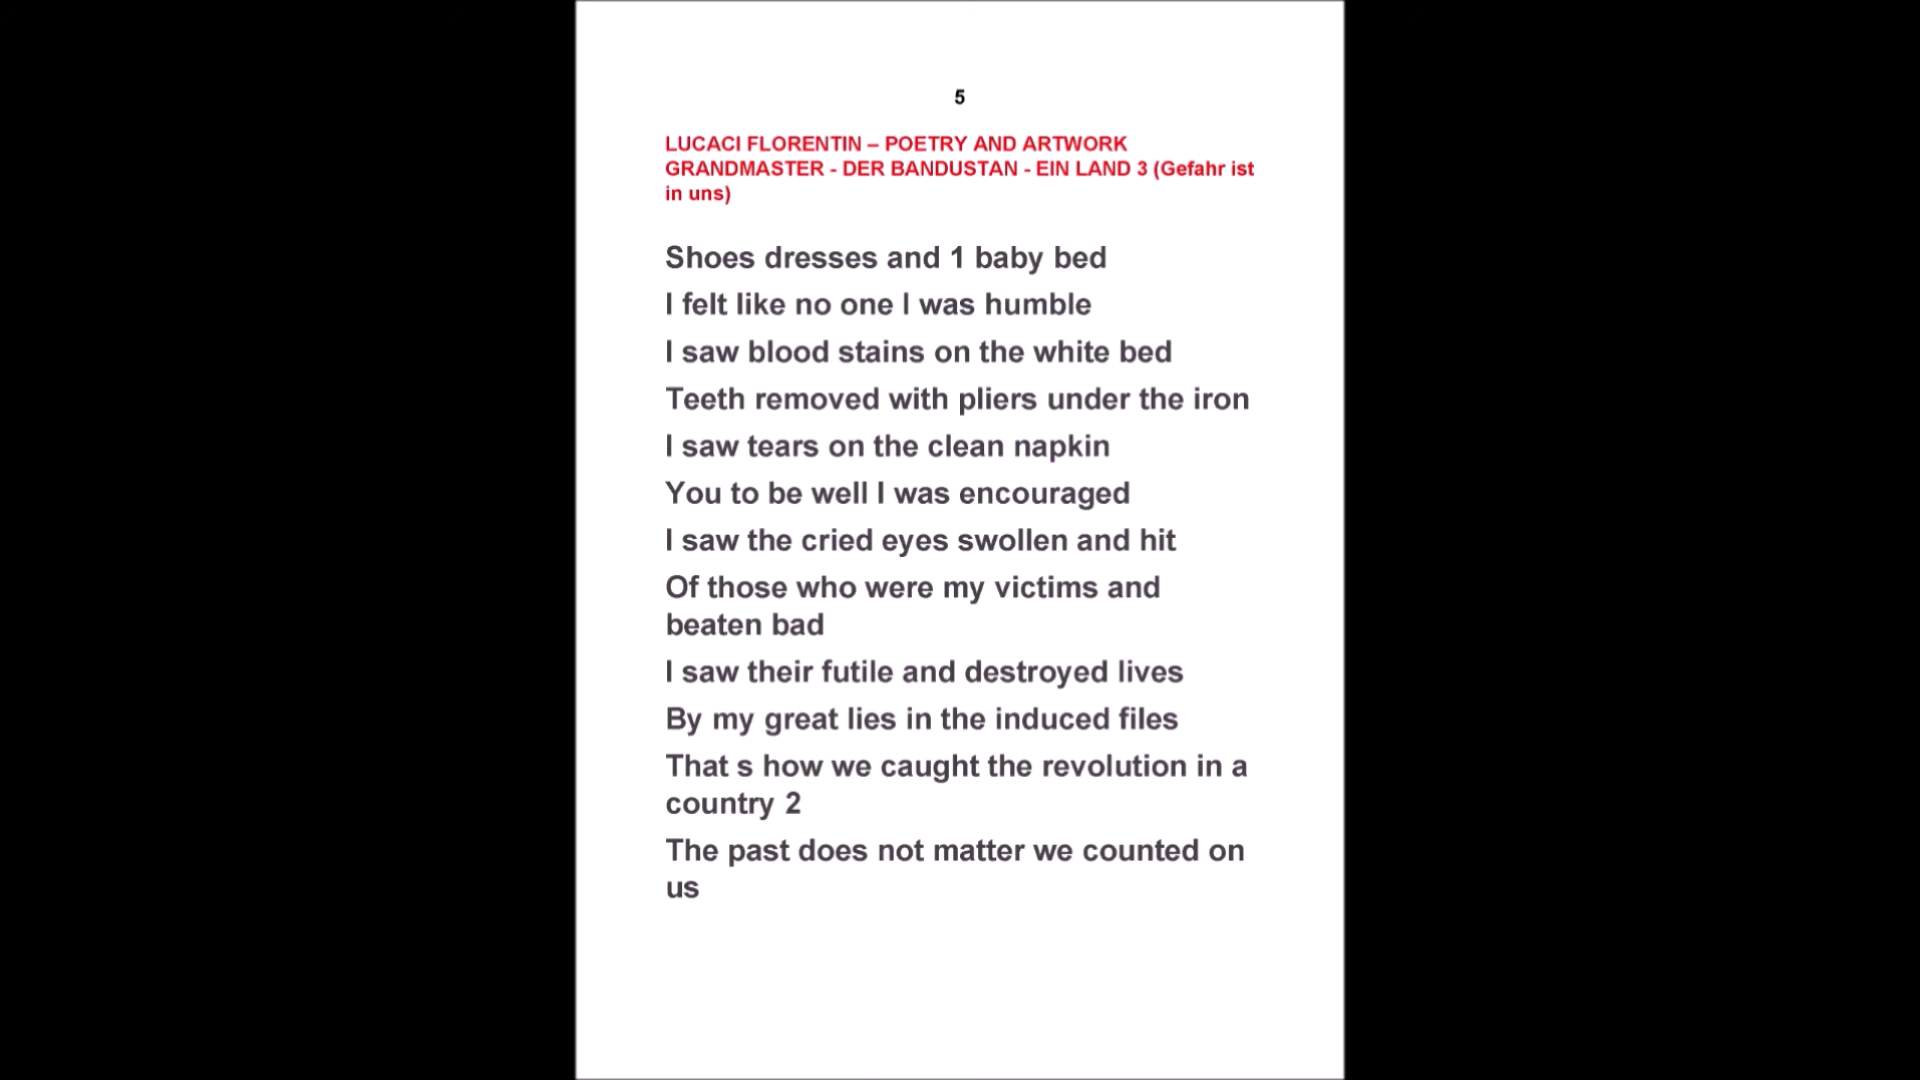 5
LUCACI FLORENTIN – POETRY AND ARTWORK
GRANDMASTER - DER BANDUSTAN - EIN LAND 3 (Gefahr ist
in uns)
Shoes dresses and 1 baby bed
I felt like no one I was humble
I saw blood stains on the white bed
Teeth removed with pliers under the iron
I saw tears on the clean napkin
You to be well I was encouraged
I saw the cried eyes swollen and hit
Of those who were my victims and
beaten bad
I saw their futile and destroyed lives
By my great lies in the induced files
That s how we caught the revolution in a
country 2
The past does not matter we counted on
us